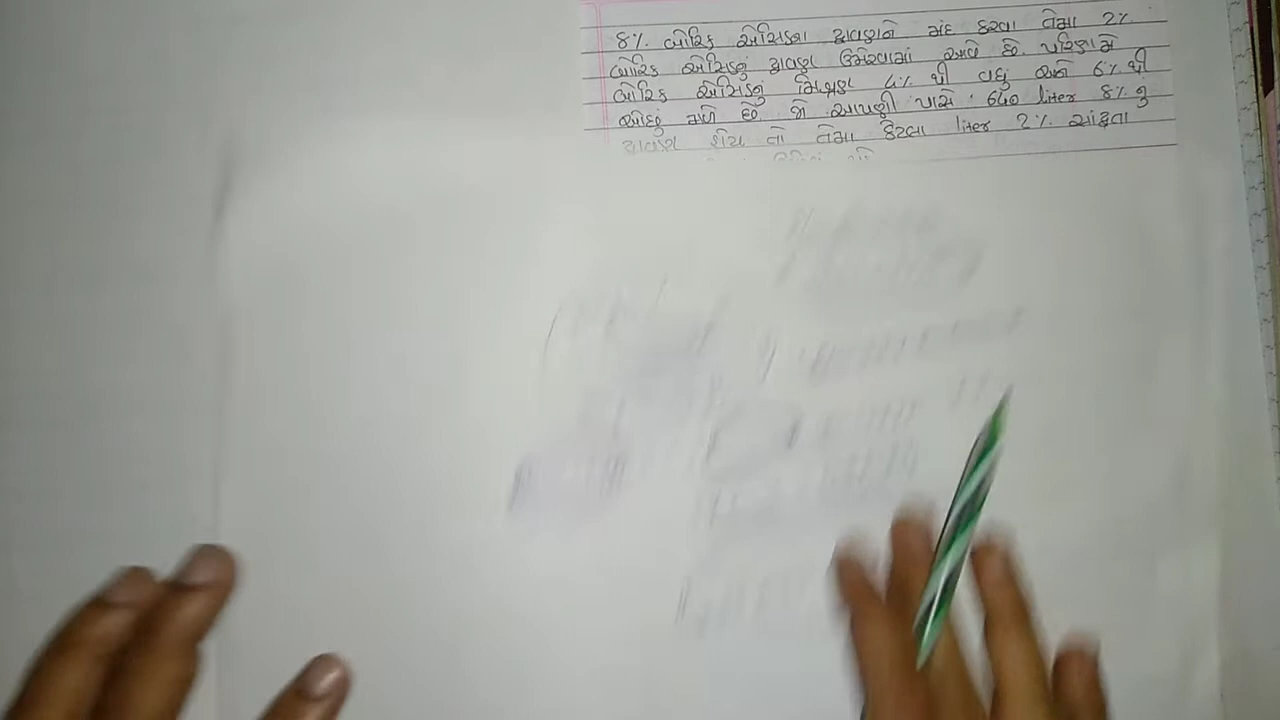 8% બોરિક એસિડના દ્રાવણને મંદ કરવા તેમા 2%
બોરિક એસિડનું દ્રાવણ ઉમેરવામાં આવે છે. પરિણામે
બોરિક એસિડનું મિશ્રણ 4% થી વધુ અને 6% થી
ઓછુ મળે છે જો આપણી પાસે 640 liter 8% નુ
દ્રાવણ હોય તો તેમા કેટલા liter 2% સાંદ્રતા